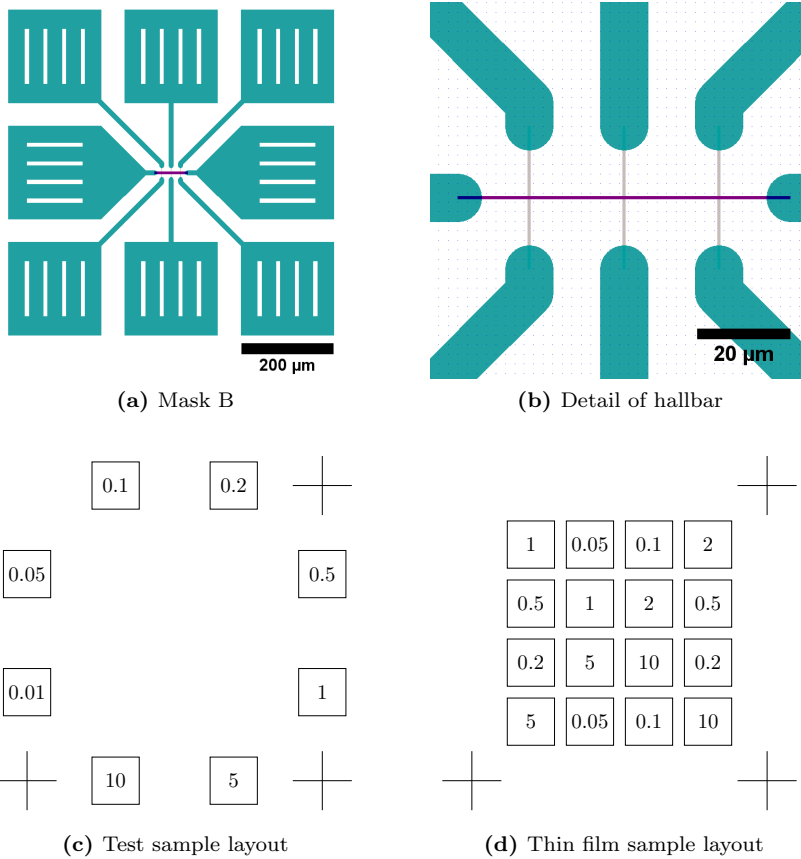 200 µm
20 µm
(a) Mask B
(b) Detail of hallbar
0.1 0.2
0.05 0.5
0.01 1
10 5
(c) Test sample layout
1 0.05 0.1 2
0.5 1 2 0.5
0.2 5 10 0.2
5 0.05 0.1 10
(d) Thin film sample layout